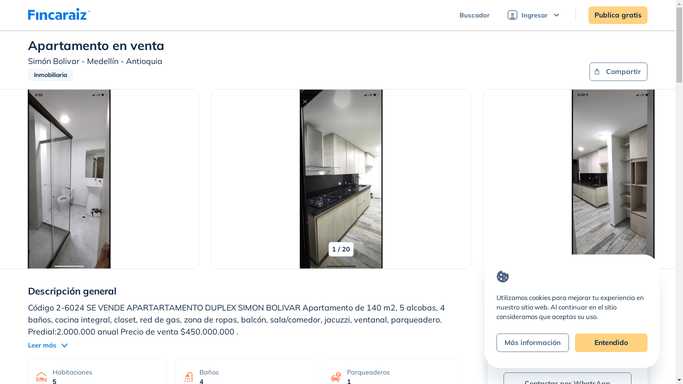 Fincaraíz
Buscador
Ingresar
Publica gratis
Apartamento en venta
Simón Bolivar - Medellín - Antioquia
Inmobiliaria
Compartir
1 / 20
Descripción general
Código 2-6024 SE VENDE APARTARTAMENTO DUPLEX SIMON BOLIVAR Apartamento de 140 m2, 5 alcobas, 4
baños, cocina integral, closet, red de gas, zona de ropas, balcón, sala/comedor, jacuzzi, ventanal, parqueadero.
Predial:2.000.000 anual Precio de venta $450.000.000 .
Leer más
Habitaciones
5
Baños
4
Parqueaderos
1
Utilizamos cookies para mejorar tu experiencia en
nuestro sitio web. Al continuar en el sitio
consideramos que aceptas su uso.
Más información
Entendido
Contactar por WhatsApp